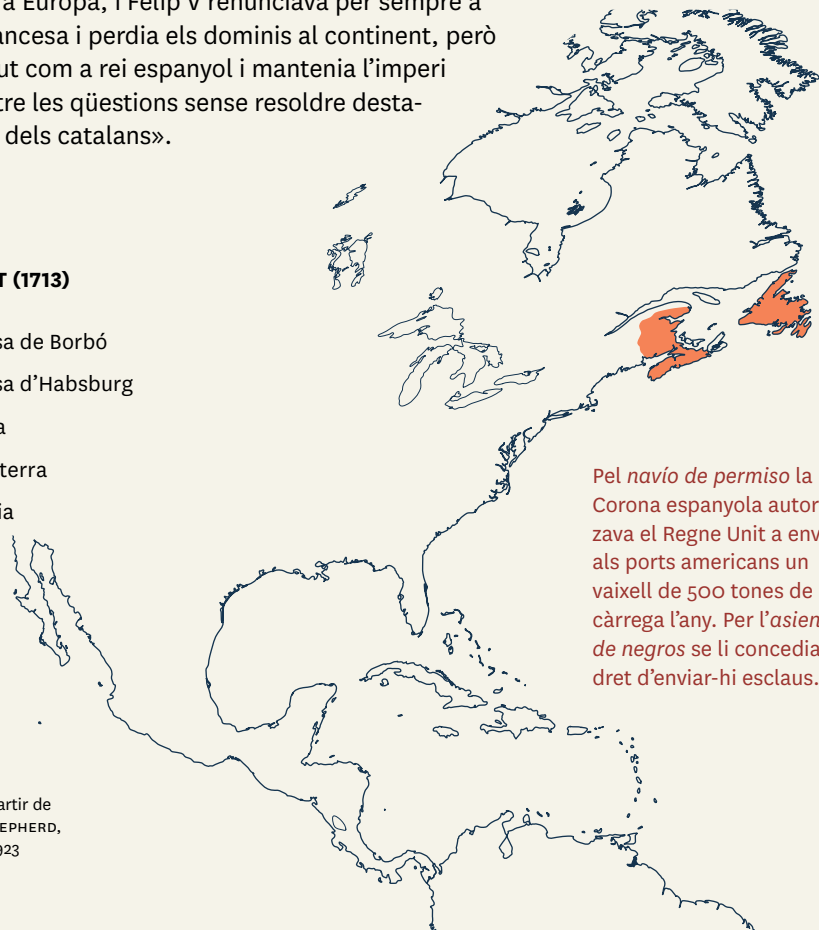 a Europa, i Felip V renunciava per sempre a
ancesa i perdia els dominis al continent, però
ut com a rei espanyol i mantenia l’imperi
tre les qüestions sense resoldre desta-
dels catalans».
T (1713)
sa de Borbó
sa d’Habsburg
a
terra
ia
Pel navío de permiso la
Corona espanyola autor
zava el Regne Unit a env
als ports americans un
vaixell de 500 tones de
càrrega l’any. Per l’asien
de negros se li concedia
dret d’enviar-hi esclaus.
artir de
EPHERD,
923